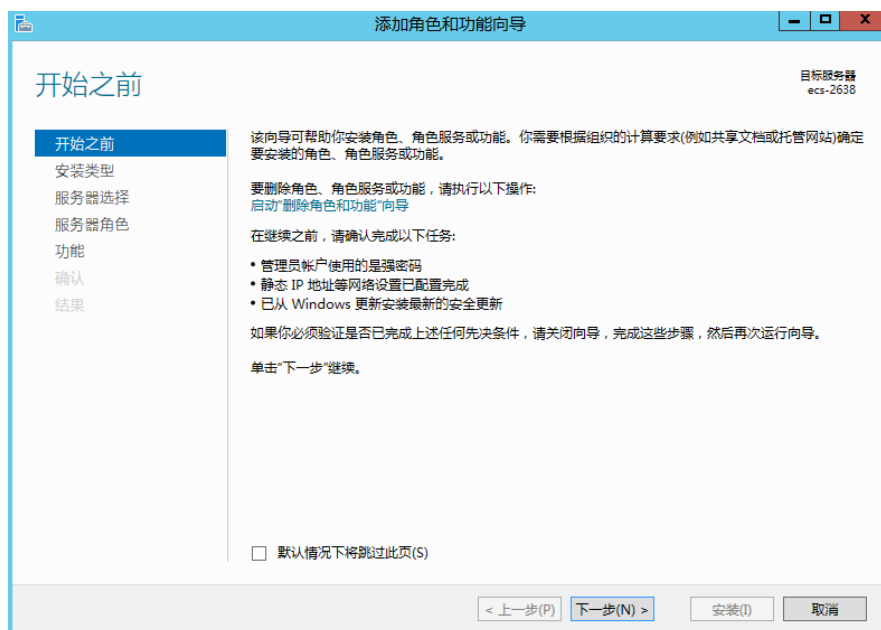 添加角色和功能向导
开始之前
目标服务器
ecs-2638
开始之前
安装类型
服务器选择
服务器角色
功能
确认
结果
该向导可帮助你安装角色、角色服务或功能。你需要根据组织的计算要求(例如共享文档或托管网站)确定
要安装的角色、角色服务或功能。
要删除角色、角色服务或功能，请执行以下操作:
启动"删除角色和功能"向导
在继续之前，请确认完成以下任务:
• 管理员帐户使用的是强密码
• 静态 IP 地址等网络设置已配置完成
• 已从 Windows 更新安装最新的安全更新
如果你必须验证是否已完成上述任何先决条件，请关闭向导，完成这些步骤，然后再次运行向导。
单击"下一步"继续。
默认情况下将跳过此页(S)
< 上一步(P)
下一步(N) >
安装(I)
取消